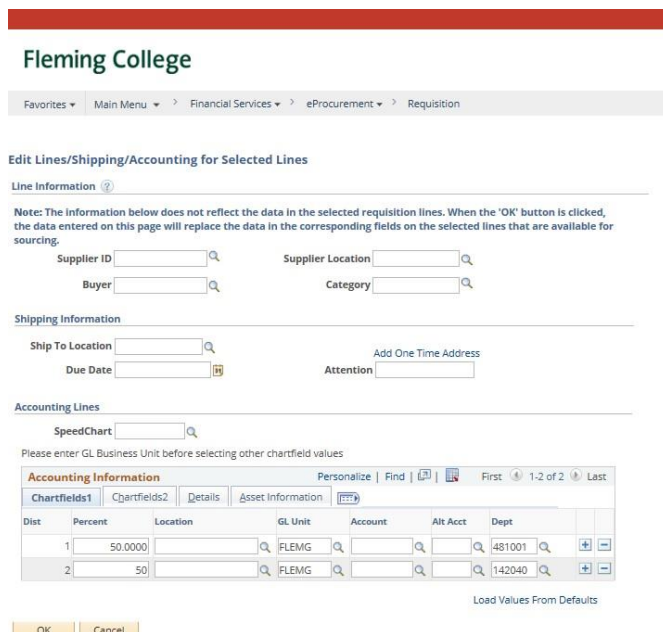 Fleming College
Favorites Main Menu > Financial Services > eProcurement > Requisition
Edit Lines/Shipping/Accounting for Selected Lines
Line Information ?
Note: The information below does not reflect the data in the selected requisition lines. When the 'OK' button is clicked,
the data entered on this page will replace the data in the corresponding fields on the selected lines that are available for
sourcing.
Supplier ID Supplier Location
Buyer Category
Shipping Information
Ship To Location Add One Time Address
Due Date Attention
Accounting Lines
SpeedChart
Please enter GL Business Unit before selecting other chartfield values
Accounting Information Personalize | Find | | First 1-2 of 2 Last
Chartfields1 Chartfields2 Details Asset Information
Dist Percent Location GL Unit Account Alt Acct Dept
1 50.0000 FLEMG 481001 + -
2 50 FLEMG 142040 + -
Load Values From Defaults
OK Cancel